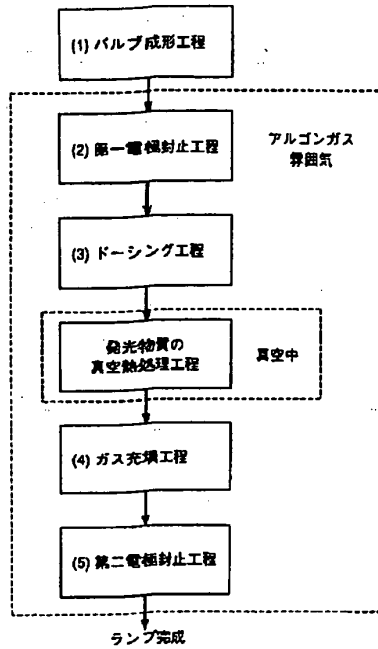 (1) バルブ成形工程
(2) 第一電極封止工程
アルゴンガス
雰囲気
(3) ドーシング工程
発光物質の
真空熱処理工程
真空中
(4) ガス充填工程
(5) 第二電極封止工程
ランプ完成